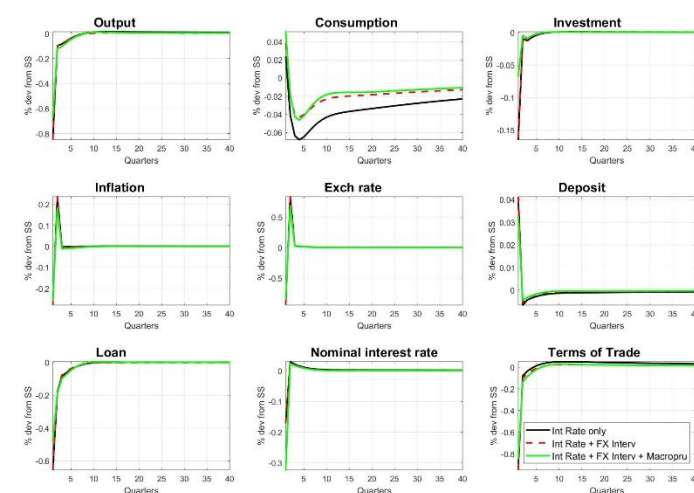 Output
% dev from SS
0
-0.2
-0.4
-0.6
-0.8
5 10 15 20 25 30 35 40
Quarters
Consumption
% dev from SS
0.04
0.02
0
-0.02
-0.04
-0.06
5 10 15 20 25 30 35 40
Quarters
Investment
% dev from SS
0
-0.05
-0.1
-0.15
5 10 15 20 25 30 35 40
Quarters
Inflation
% dev from SS
0.2
0.1
0
-0.1
-0.2
5 10 15 20 25 30 35 40
Quarters
Exch rate
% dev from SS
0.5
0
-0.5
5 10 15 20 25 30 35 40
Quarters
Deposit
% dev from SS
0.04
0.03
0.02
0.01
0
5 10 15 20 25 30 35 40
Quarters
Loan
% dev from SS
0
-0.2
-0.4
-0.6
5 10 15 20 25 30 35 40
Quarters
Nominal interest rate
% dev from SS
0
-0.1
-0.2
-0.3
5 10 15 20 25 30 35 40
Quarters
Terms of Trade
% dev from SS
0
-0.2
-0.4
-0.6
-0.8
5 10 15 20 25 30 35 40
Quarters
Int Rate only
Int Rate + FX Interv
Int Rate + FX Interv + Macropru